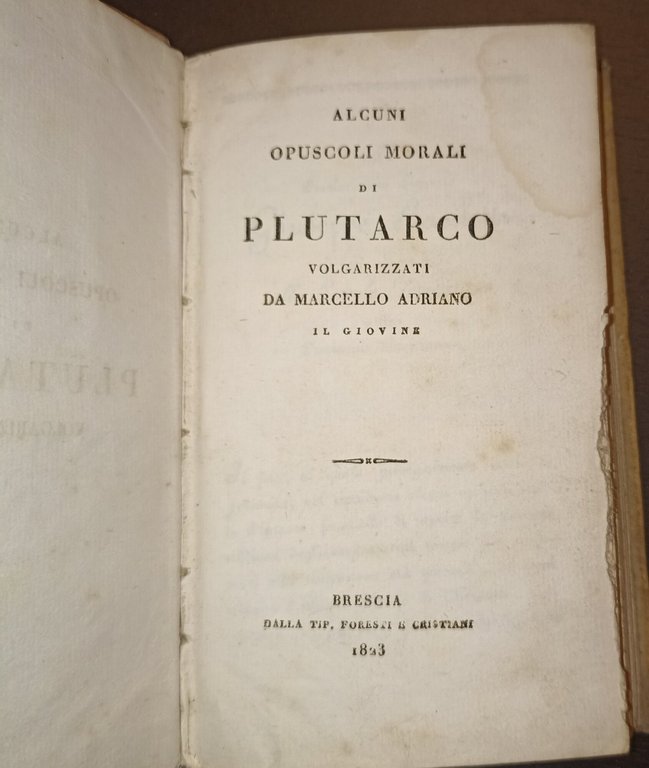 ALCUNI
OPUSCOLI MORALI
DI
PLUTARCO
VOLGARIZZATI
DA MARCELLO ADRIANO
IL GIOVINE
BRESCIA
DALLA TIP. FORESTI E CRISTIANI
1823